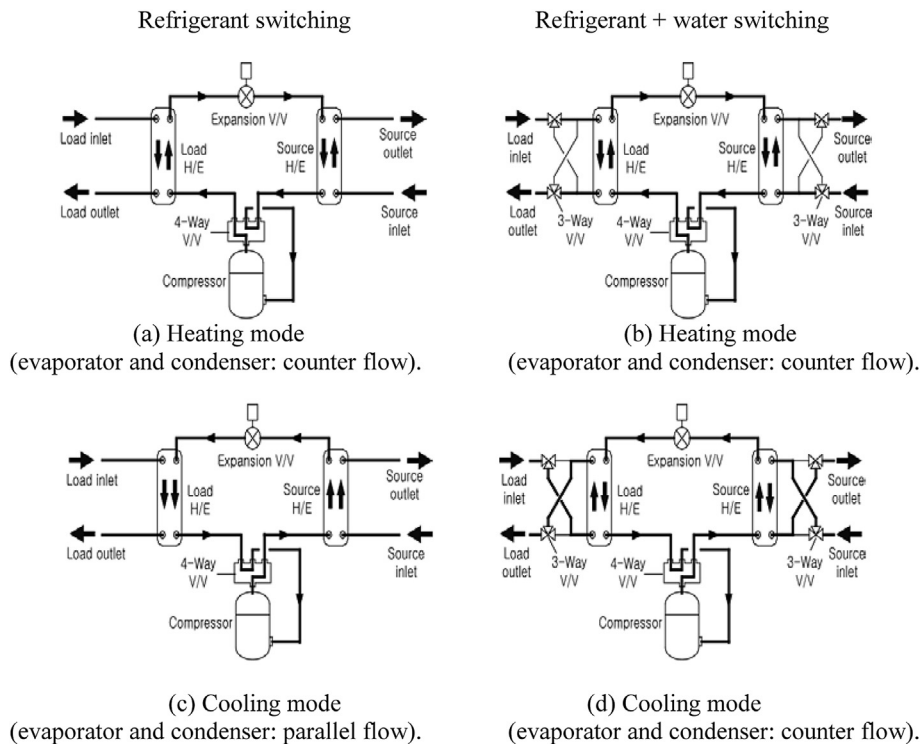 Refrigerant switching
Refrigerant + water switching
Load inlet
Load
H/E
Expansion V/V
Source
H/E
Source
outlet
Load outlet
4-Way
V/V
Source
inlet
Compressor
(a) Heating mode
(evaporator and condenser: counter flow).
Load
inlet
Load
H/E
Expansion V/V
Source
H/E
Source
outlet
Load
outlet
3-Way
V/V
4-Way
V/V
3-Way
V/V
Source
inlet
Compressor
(b) Heating mode
(evaporator and condenser: counter flow).
Load inlet
Load
H/E
Expansion V/V
Source
H/E
Source
outlet
Load outlet
4-Way
V/V
Source
inlet
Compressor
(c) Cooling mode
(evaporator and condenser: parallel flow).
Load
inlet
Load
H/E
Expansion V/V
Source
H/E
Source
outlet
Load
outlet
3-Way
V/V
4-Way
V/V
3-Way
V/V
Source
inlet
Compressor
(d) Cooling mode
(evaporator and condenser: counter flow).